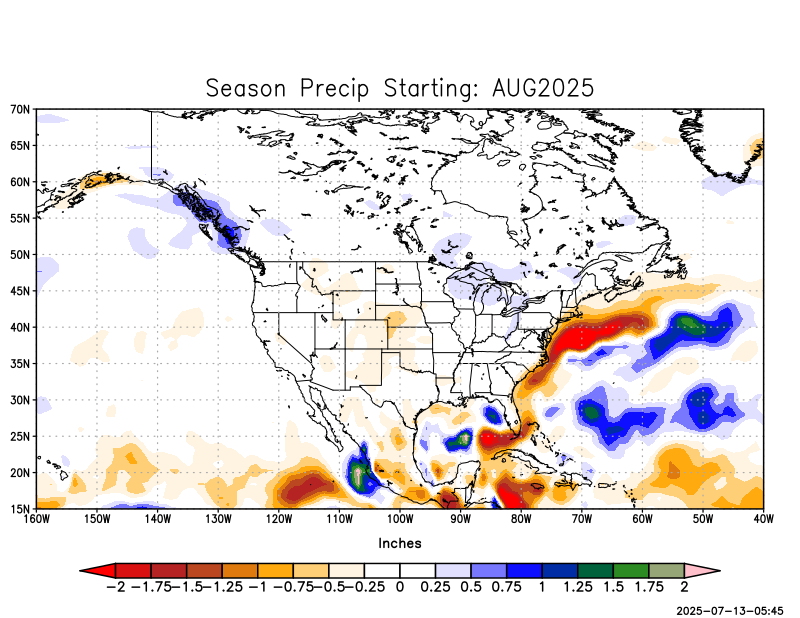 Season Precip Starting: AUG2025
70N
65N
60N
55N
50N
45N
40N
35N
30N
25N
20N
15N
160W 150W 140W 130W 120W 110W 100W 90W 80W 70W 60W 50W 40W
Inches
-2 -1.75 -1.5 -1.25 -1 -0.75 -0.5 -0.25 0 0.25 0.5 0.75 1 1.25 1.5 1.75 2
2025-07-13-05:45